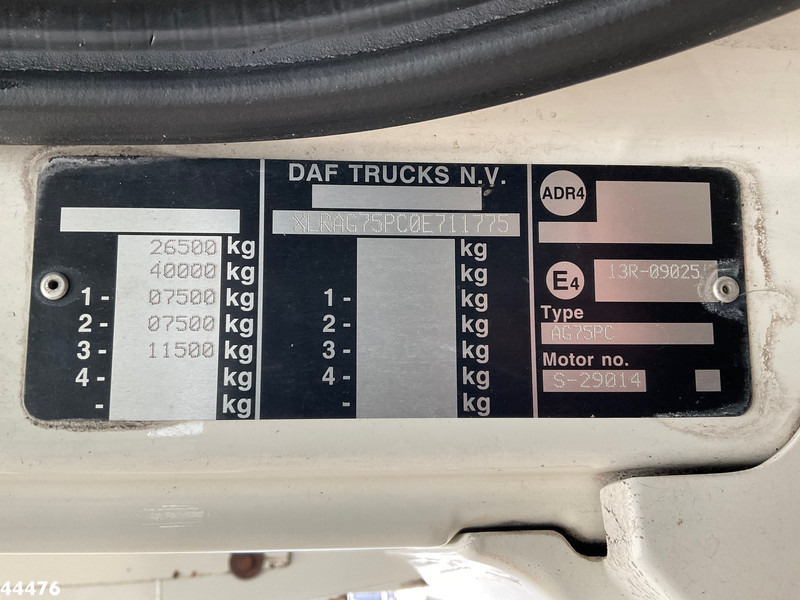 DAF TRUCKS N.V.
XLRAG75PC0E711775
26500 kg
40000 kg
1 - 07500 kg
2 - 07500 kg
3 - 11500 kg
4 - kg
- kg
kg
kg
1 - kg
2 - kg
3 - kg
4 - kg
- kg
ADR4
E4 13R-09025
Type
AG75PC
Motor no.
S-29014
44476